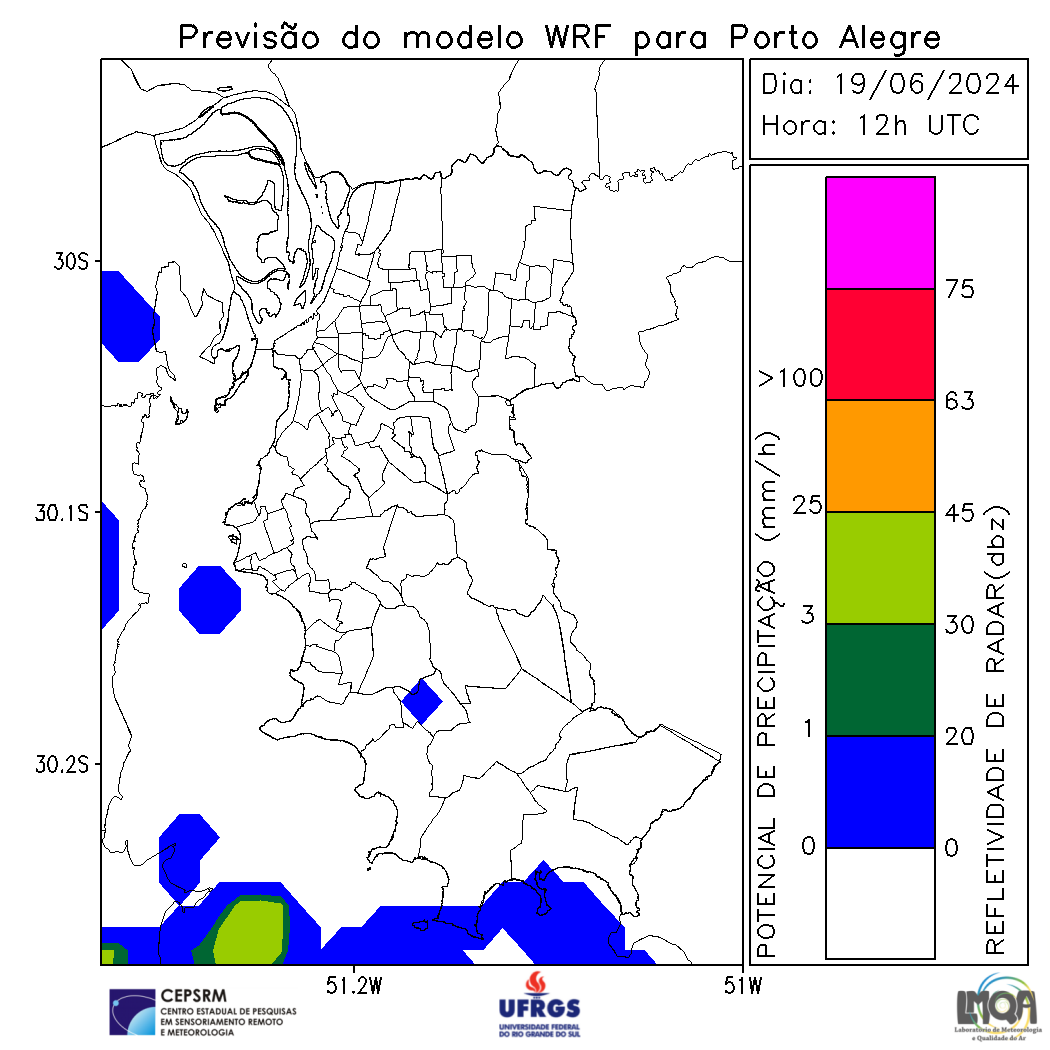 Previsão do modelo WRF para Porto Alegre
Dia: 19/06/2024
Hora: 12h UTC
30S
30.1S
30.2S
51.2W
51W
POTENCIAL DE PRECIPITAÇÃO (mm/h)
>100
25
3
1
0
75
63
45
30
20
0
REFLETIVIDADE DE RADAR(dbz)
CEPSRM
CENTRO ESTADUAL DE PESQUISAS
EM SENSORIAMENTO REMOTO
E METEOROLOGIA
UFRGS
UNIVERSIDADE FEDERAL
DO RIO GRANDE DO SUL
LMQA
Laboratório de Meteorologia
e Qualidade do Ar